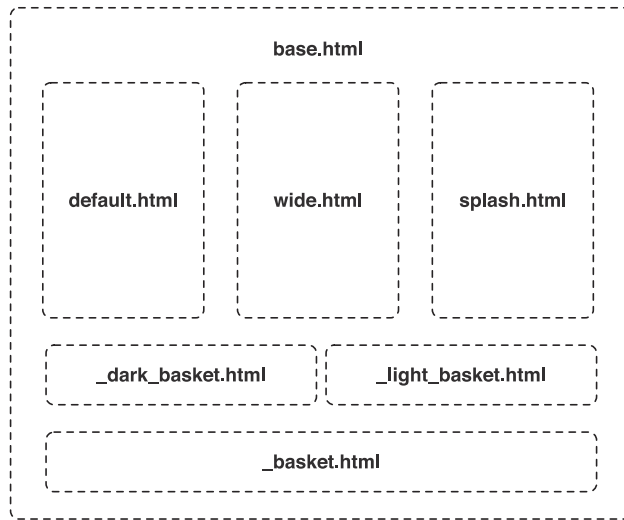 base.html
default.html
wide.html
splash.html
_dark_basket.html
_light_basket.html
_basket.html